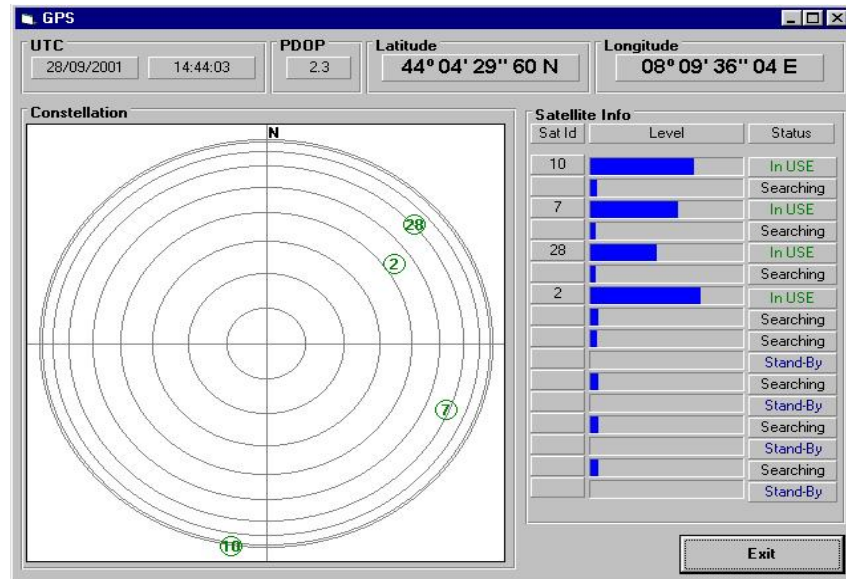 GPS
UTC PDOP Latitude Longitude
28/09/2001 14:44:03 2.3 44º 04' 29'' 60 N 08º 09' 36'' 04 E
Constellation
N
28
2
7
10
Satellite Info
Sat Id Level Status
10 In USE
Searching
7 In USE
Searching
28 In USE
Searching
2 In USE
Searching
Searching
Stand-By
Searching
Stand-By
Searching
Stand-By
Searching
Stand-By
Exit